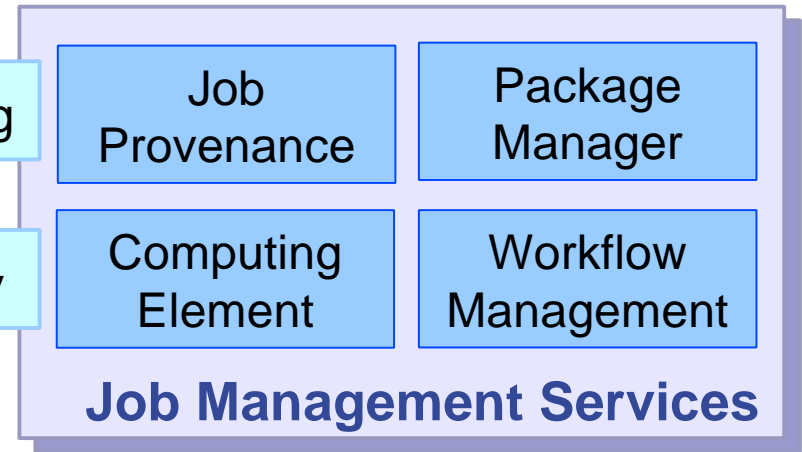 Job
Provenance
Package
Manager
Computing
Element
Workflow
Management
Job Management Services